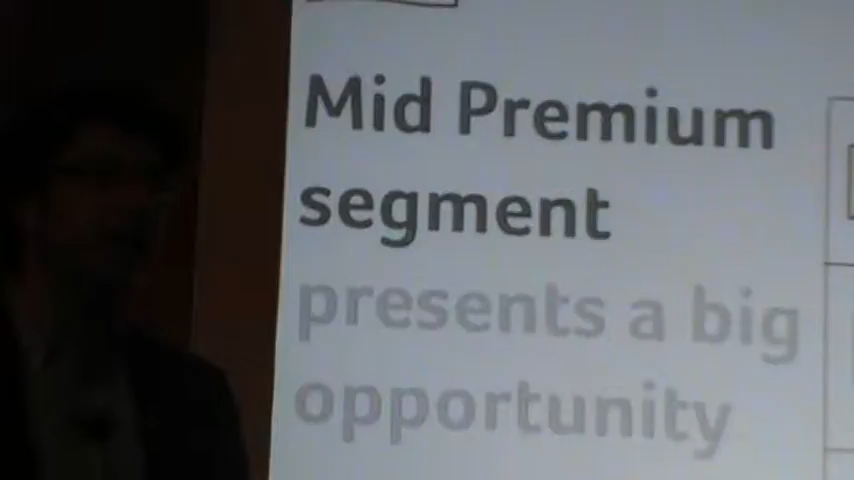 Mid Premium
segment
presents a big
opportunity